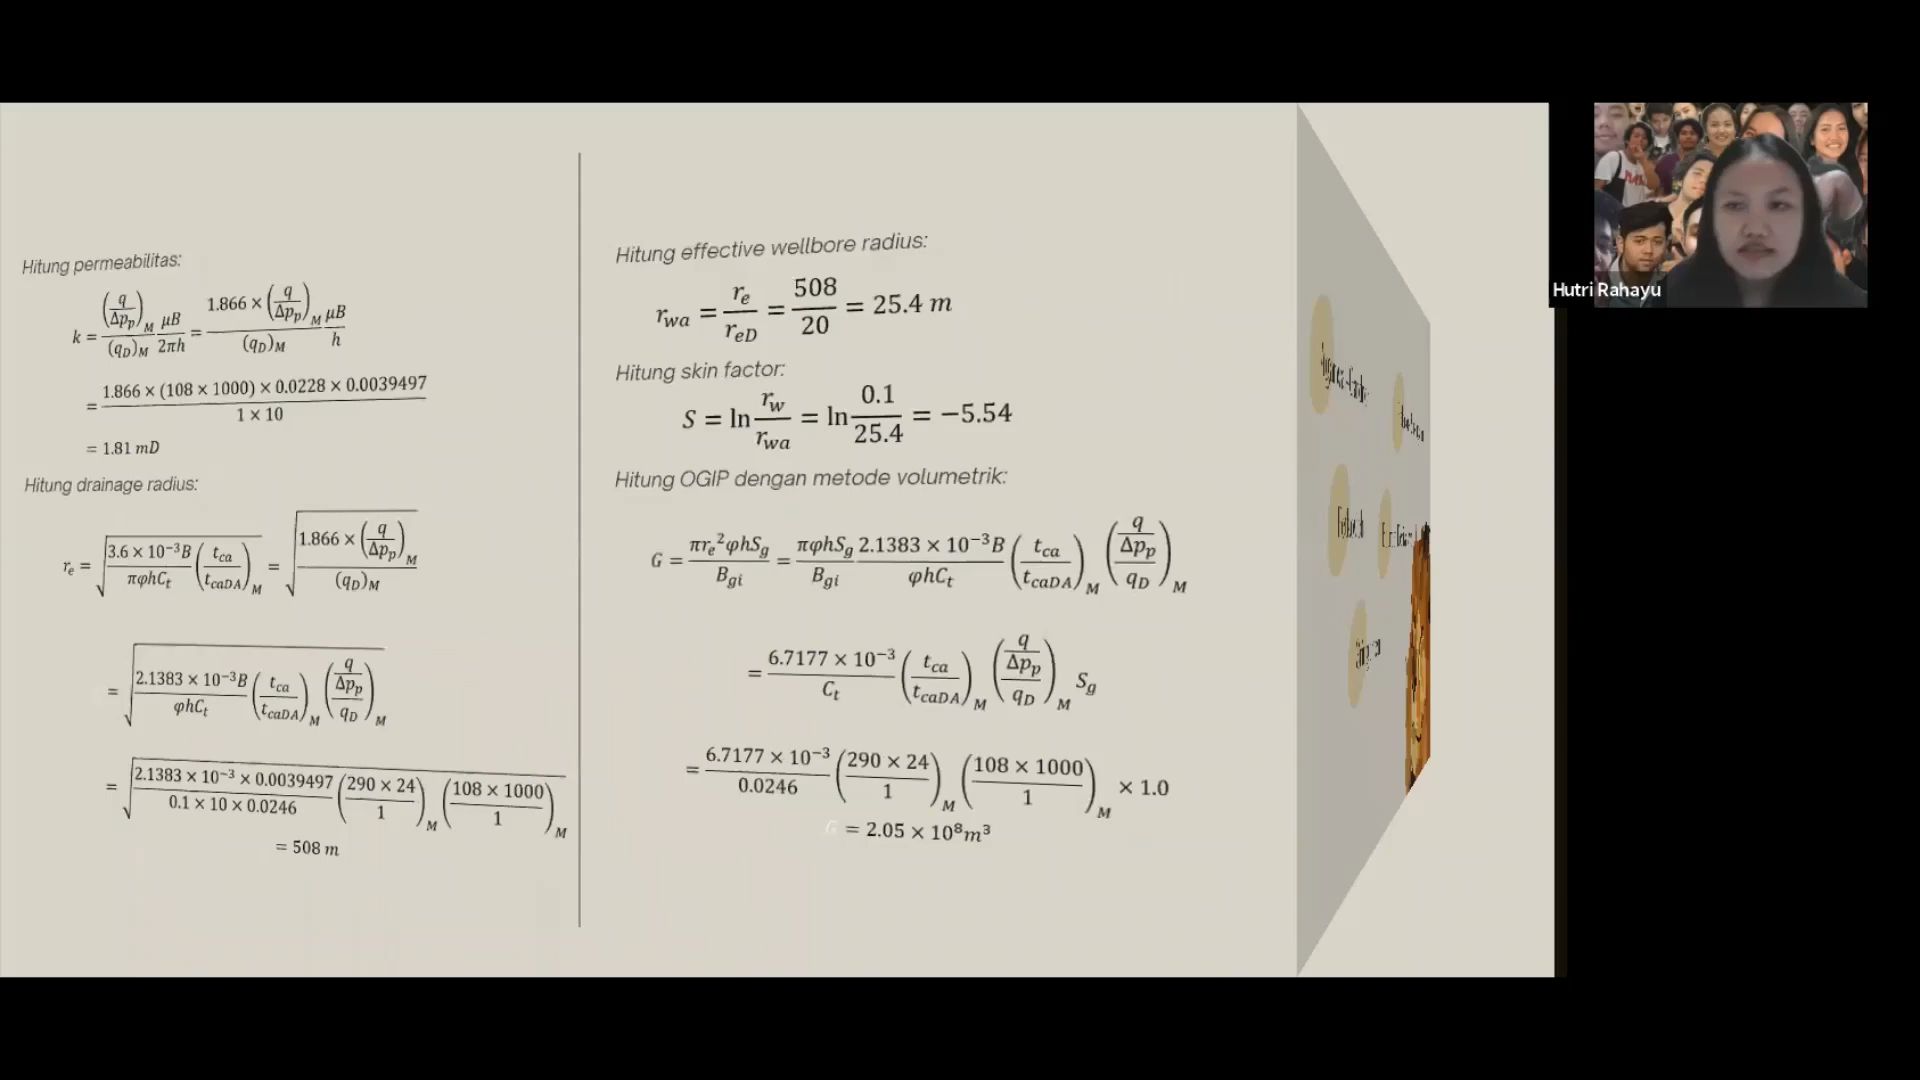 Hitung permeabilitas:
k = (q/Δp_p)_M/(q_D)_M μB/2πh = 1.866 × (q/Δp_p)_M/(q_D)_M μB/h
= 1.866 × (108 × 1000) × 0.0228 × 0.0039497/1 × 10
= 1.81 mD
Hitung drainage radius:
r_e = √(3.6 × 10⁻³B/πφhC_t (t_ca/t_caDA)_M) = √(1.866 × (q/Δp_p)_M/(q_D)_M)
= √(2.1383 × 10⁻³B/φhC_t (t_ca/t_caDA)_M (q/Δp_p/q_D)_M)
= √(2.1383 × 10⁻³ × 0.0039497/0.1 × 10 × 0.0246 (290 × 24/1)_M (108 × 1000/1)_M)
= 508 m
Hitung effective wellbore radius:
r_wa = r_e/r_eD = 508/20 = 25.4 m
Hitung skin factor:
S = ln r_w/r_wa = ln 0.1/25.4 = −5.54
Hitung OGIP dengan metode volumetrik:
G = πr_e²φhS_g/B_gi = πφhS_g/B_gi 2.1383 × 10⁻³B/φhC_t (t_ca/t_caDA)_M (q/Δp_p/q_D)_M
= 6.7177 × 10⁻³/C_t (t_ca/t_caDA)_M (q/Δp_p/q_D)_M S_g
= 6.7177 × 10⁻³/0.0246 (290 × 24/1)_M (108 × 1000/1)_M × 1.0
G = 2.05 × 10⁸m³
Hutri Rahayu